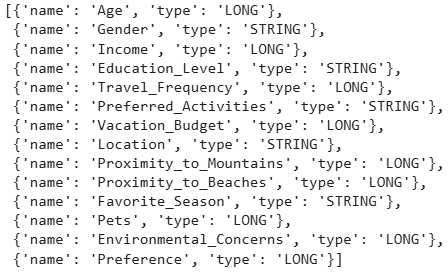 [{'name': 'Age', 'type': 'LONG'},
{'name': 'Gender', 'type': 'STRING'},
{'name': 'Income', 'type': 'LONG'},
{'name': 'Education_Level', 'type': 'STRING'},
{'name': 'Travel_Frequency', 'type': 'LONG'},
{'name': 'Preferred_Activities', 'type': 'STRING'},
{'name': 'Vacation_Budget', 'type': 'LONG'},
{'name': 'Location', 'type': 'STRING'},
{'name': 'Proximity_to_Mountains', 'type': 'LONG'},
{'name': 'Proximity_to_Beaches', 'type': 'LONG'},
{'name': 'Favorite_Season', 'type': 'STRING'},
{'name': 'Pets', 'type': 'LONG'},
{'name': 'Environmental_Concerns', 'type': 'LONG'},
{'name': 'Preference', 'type': 'LONG'}]